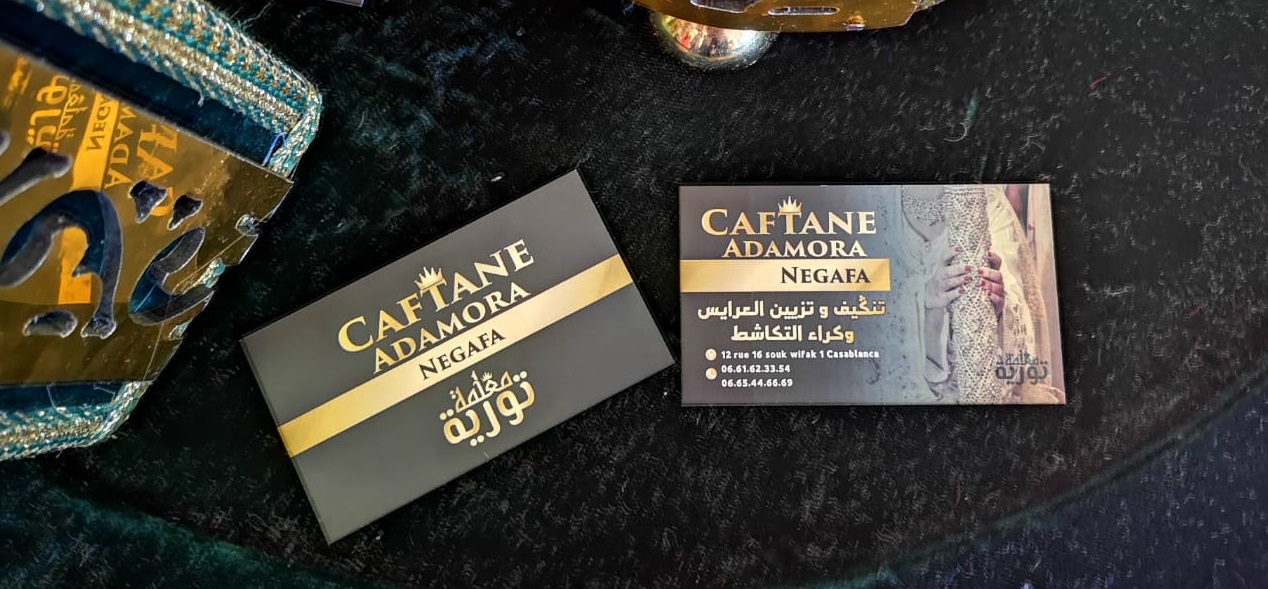 CAFTANE
ADAMORA
NEGAFA
معلمة
تورية
CAFTANE
ADAMORA
NEGAFA
تنڭيف و تزيين العرايس
وكراء التكاشط
12 rue 16 souk wifak 1 Casablanca
06.61.62.33.54
06.65.44.66.69
معلمة
تورية